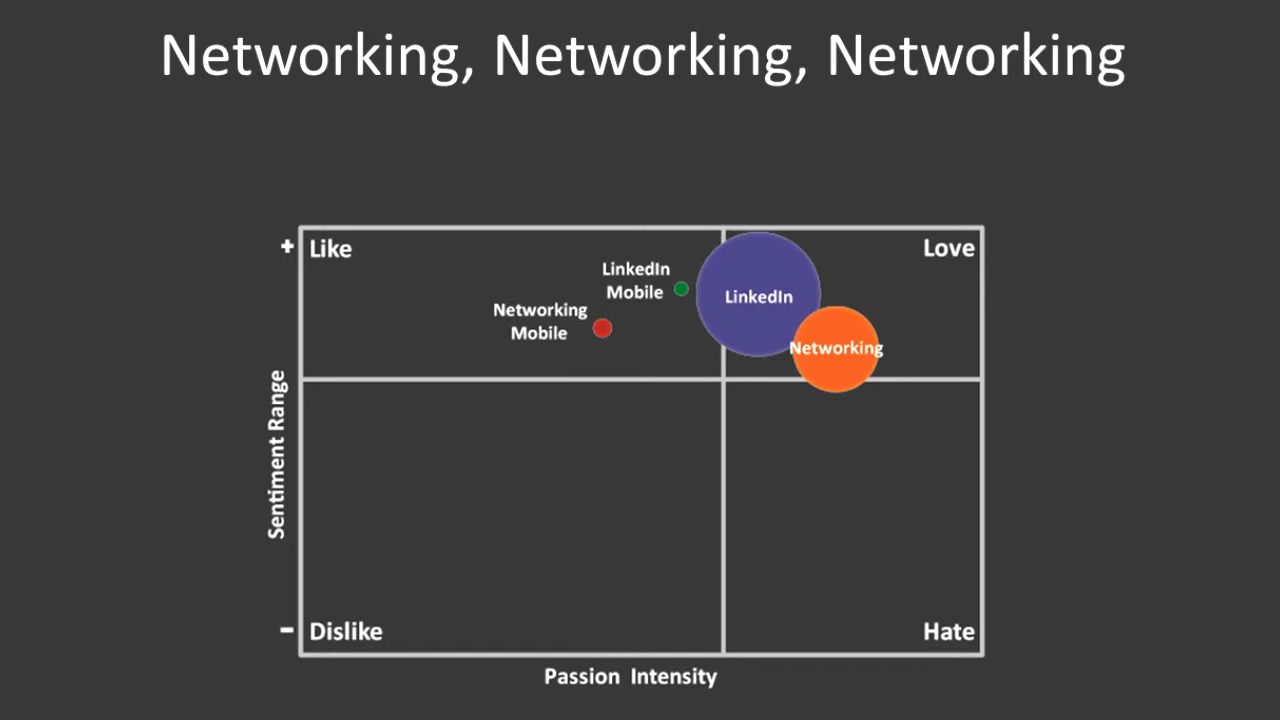 Networking, Networking, Networking
+
Like
Love
LinkedIn
Mobile
LinkedIn
Networking
Mobile
Networking
Sentiment Range
−
Dislike
Hate
Passion Intensity